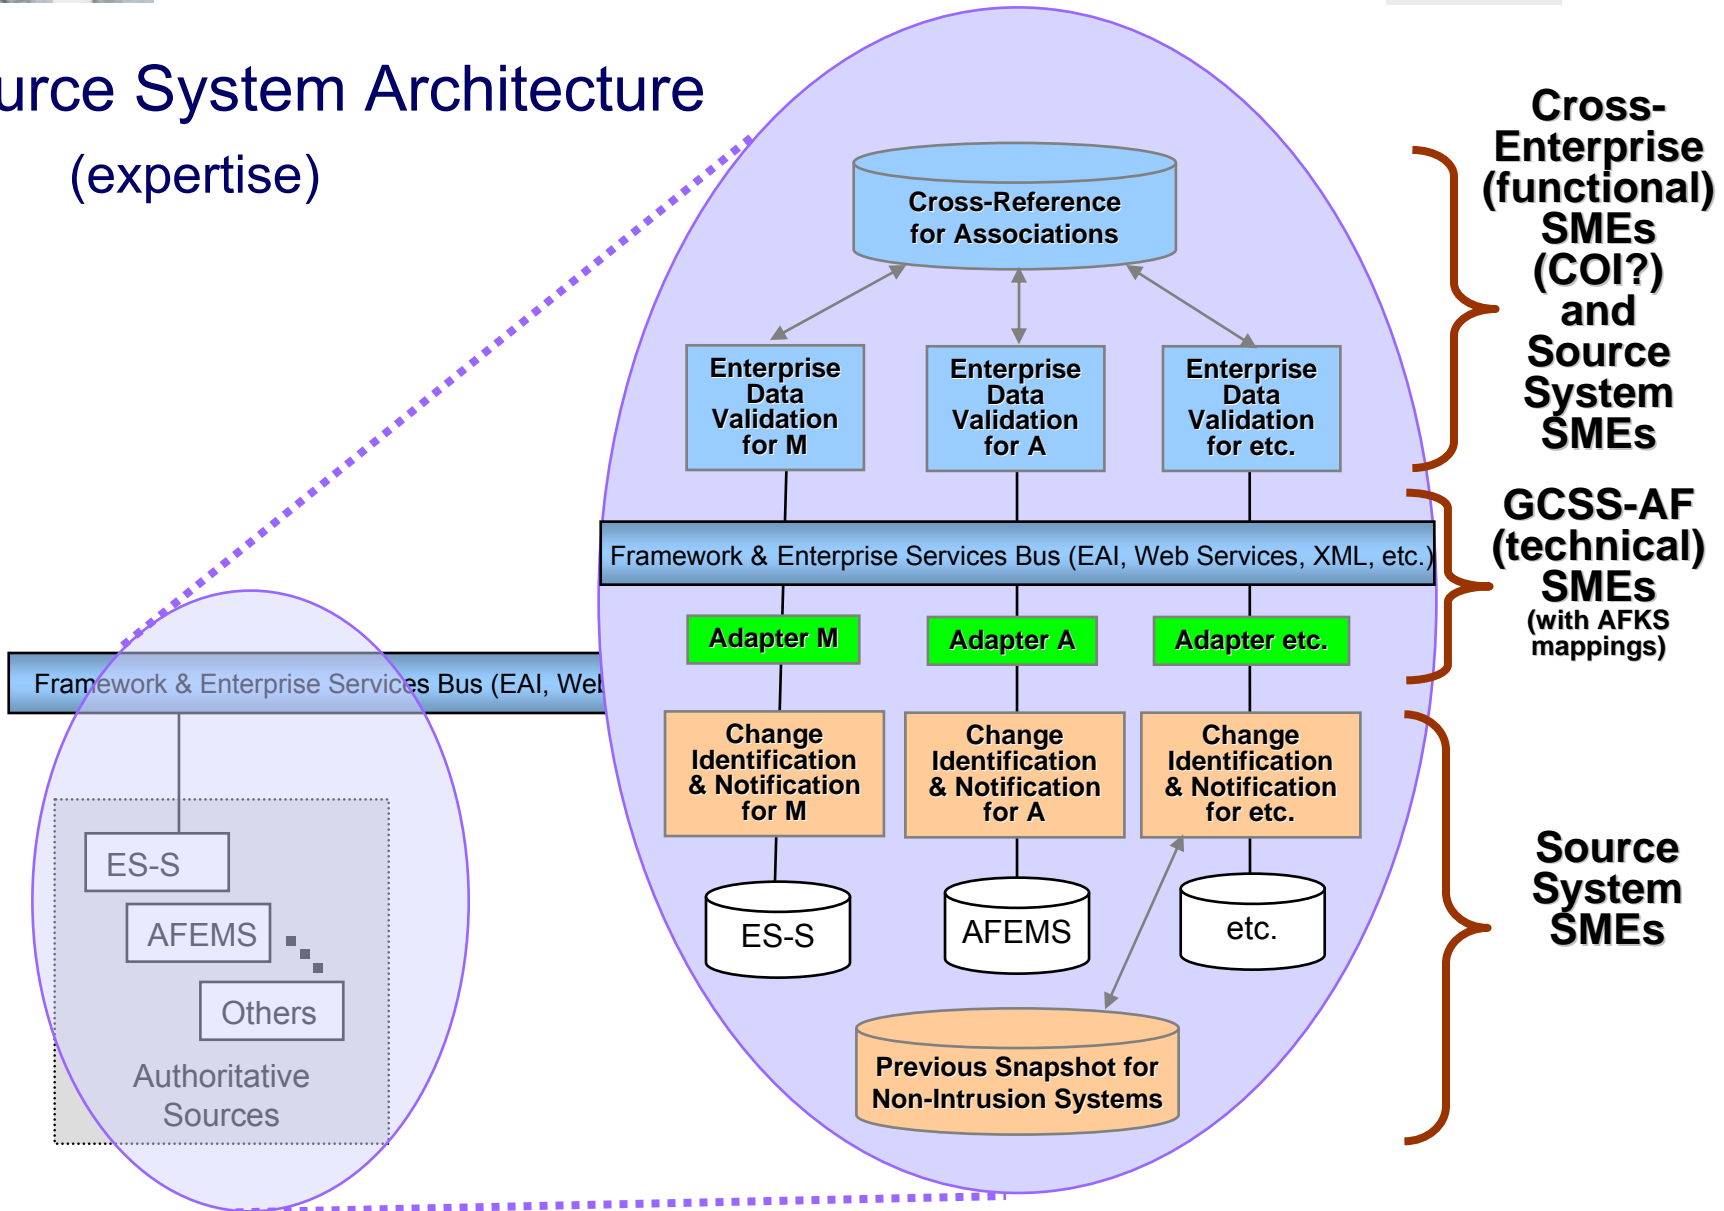 urce System Architecture
(expertise)
Cross-Reference
for Associations
Enterprise
Data
Validation
for M
Enterprise
Data
Validation
for A
Enterprise
Data
Validation
for etc.
Framework & Enterprise Services Bus (EAI, Web Services, XML, etc.)
Adapter M
Adapter A
Adapter etc.
Change
Identification
& Notification
for M
Change
Identification
& Notification
for A
Change
Identification
& Notification
for etc.
ES-S
AFEMS
etc.
Previous Snapshot for
Non-Intrusion Systems
Framework & Enterprise Services Bus (EAI, Web
ES-S
AFEMS
Others
Authoritative
Sources
Cross-
Enterprise
(functional)
SMEs
(COI?)
and
Source
System
SMEs
GCSS-AF
(technical)
SMEs
(with AFKS
mappings)
Source
System
SMEs